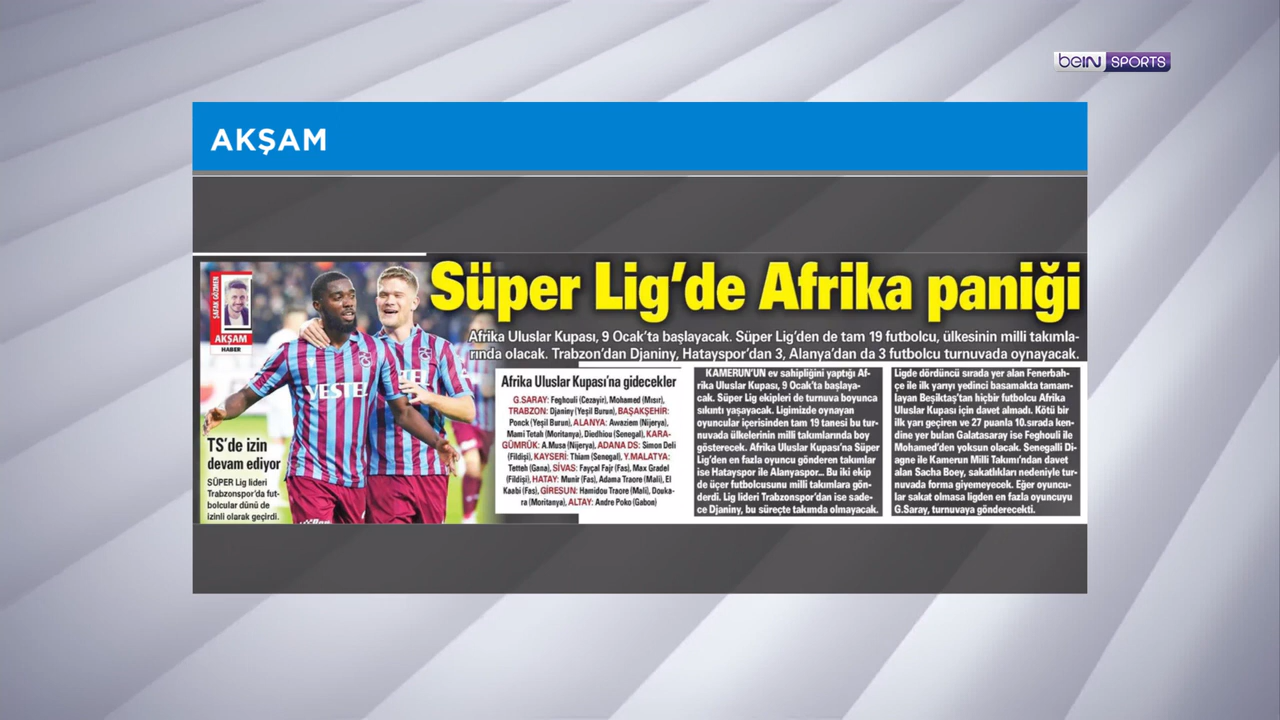 beIN SPORTS
AKŞAM
ŞAFAK GÖZMEN
AKŞAM
HABER
Süper Lig’de Afrika paniği
Afrika Uluslar Kupası, 9 Ocak’ta başlayacak. Süper Lig’den de tam 19 futbolcu, ülkesinin milli takımla-
rında olacak. Trabzon’dan Djaniny, Hatayspor’dan 3, Alanya’dan da 3 futbolcu turnuvada oynayacak.
YESTEL
TS’de izin
devam ediyor
SÜPER Lig lideri
Trabzonspor’da fut-
bolcular dünü de
izinli olarak geçirdi.
Afrika Uluslar Kupası’na gidecekler
G.SARAY: Feghouli (Cezayir), Mohamed (Mısır),
TRABZON: Djaniny (Yeşil Burun), BAŞAKŞEHİR:
Ponck (Yeşil Burun), ALANYA: Awaziem (Nijerya),
Mami Tetah (Moritanya), Diedhiou (Senegal), KARA-
GÜMRÜK: A.Musa (Nijerya), ADANA DS: Simon Deli
(Fildişi), KAYSERİ: Thiam (Senegal), Y.MALATYA:
Tetteh (Gana), SİVAS: Fayçal Fajr (Fas), Max Gradel
(Fildişi), HATAY: Munir (Fas), Adama Traore (Mali), El
Kaabi (Fas), GİRESUN: Hamidou Traore (Mali), Douka-
ra (Moritanya), ALTAY: Andre Poko (Gabon)
KAMERUN’UN ev sahipliğini yaptığı Af-
rika Uluslar Kupası, 9 Ocak’ta başlaya-
cak. Süper Lig ekipleri de turnuva boyunca
sıkıntı yaşayacak. Ligimizde oynayan
oyuncular içerisinden tam 19 tanesi bu tur-
nuvada ülkelerinin milli takımlarında boy
gösterecek. Afrika Uluslar Kupası’na Süper
Lig’den en fazla oyuncu gönderen takımlar
ise Hatayspor ile Alanyaspor... Bu iki ekip
de üçer futbolcusunu milli takımlara gön-
derdi. Lig lideri Trabzonspor’dan ise sade-
ce Djaniny, bu süreçte takımda olmayacak.
Ligde dördüncü sırada yer alan Fenerbah-
çe ile ilk yarıyı yedinci basamakta tamam-
layan Beşiktaş’tan hiçbir futbolcu Afrika
Uluslar Kupası için davet almadı. Kötü bir
ilk yarı geçiren ve 27 puanla 10.sırada ken-
dine yer bulan Galatasaray ise Feghouli ile
Mohamed’den yoksun olacak. Senegalli Di-
agne ile Kamerun Milli Takımı’ndan davet
alan Sacha Boey, sakatlıkları nedeniyle tur-
nuvada forma giyemeyecek. Eğer oyuncu-
lar sakat olmasa ligden en fazla oyuncuyu
G.Saray, turnuvaya gönderecekti.